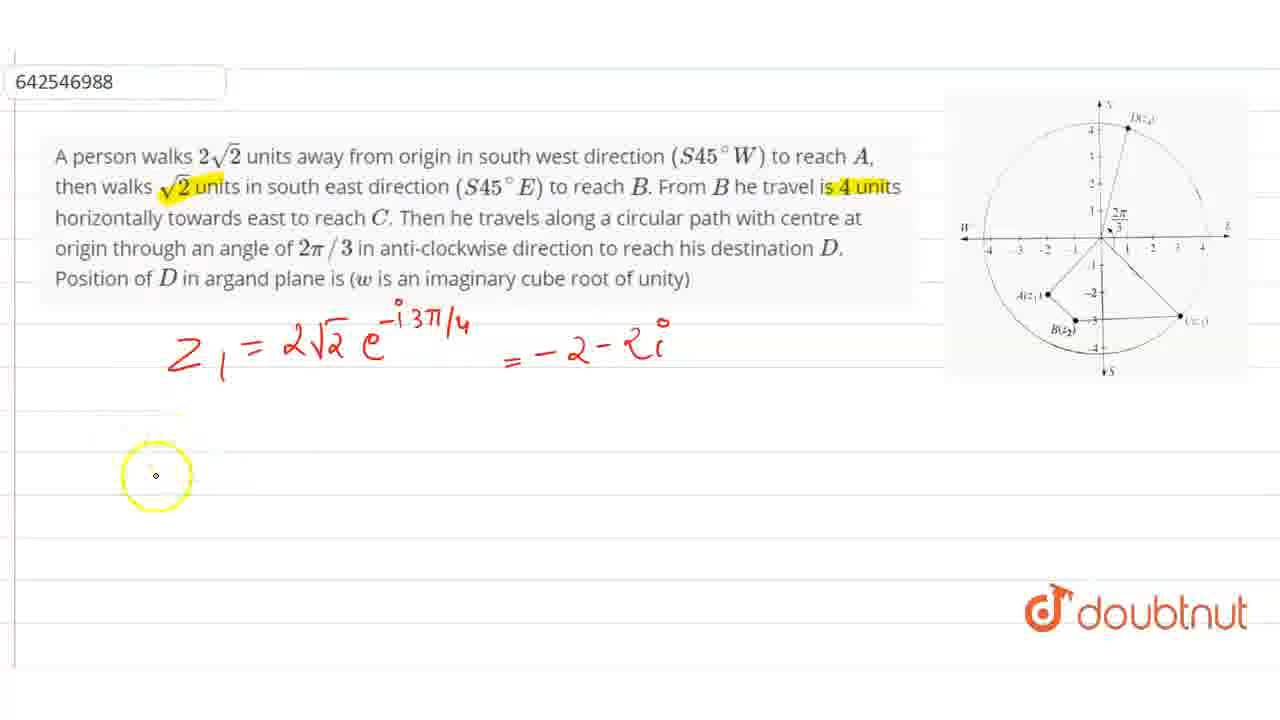 642546988
A person walks 2√2 units away from origin in south west direction (S45°W) to reach A,
then walks √2 units in south east direction (S45°E) to reach B. From B he travel is 4 units
horizontally towards east to reach C. Then he travels along a circular path with centre at
origin through an angle of 2π/3 in anti-clockwise direction to reach his destination D.
Position of D in argand plane is (w is an imaginary cube root of unity)
z₁ = 2√2 e^(-i3π/4) = -2-2i
D(z₄)
4
3
2
1
2π/3
W
-4 -3 -2 -1 1 2 3 4
-1
A(z₁) -2
B(z₂) -3
-4
S
doubtnut